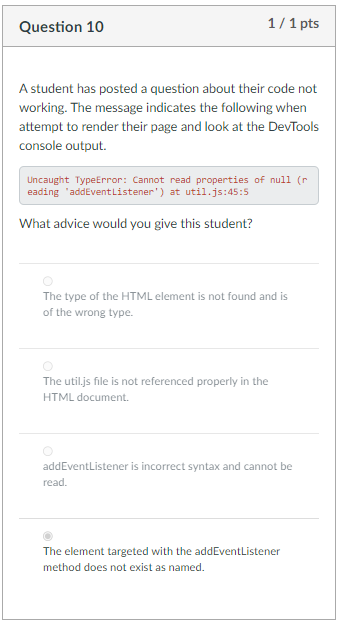 Question 10
1 / 1 pts
A student has posted a question about their code not
working. The message indicates the following when
attempt to render their page and look at the DevTools
console output.
Uncaught TypeError: Cannot read properties of null (r
eading 'addEventListener') at util.js:45:5
What advice would you give this student?
The type of the HTML element is not found and is
of the wrong type.
The util.js file is not referenced properly in the
HTML document.
addEventListener is incorrect syntax and cannot be
read.
The element targeted with the addEventListener
method does not exist as named.